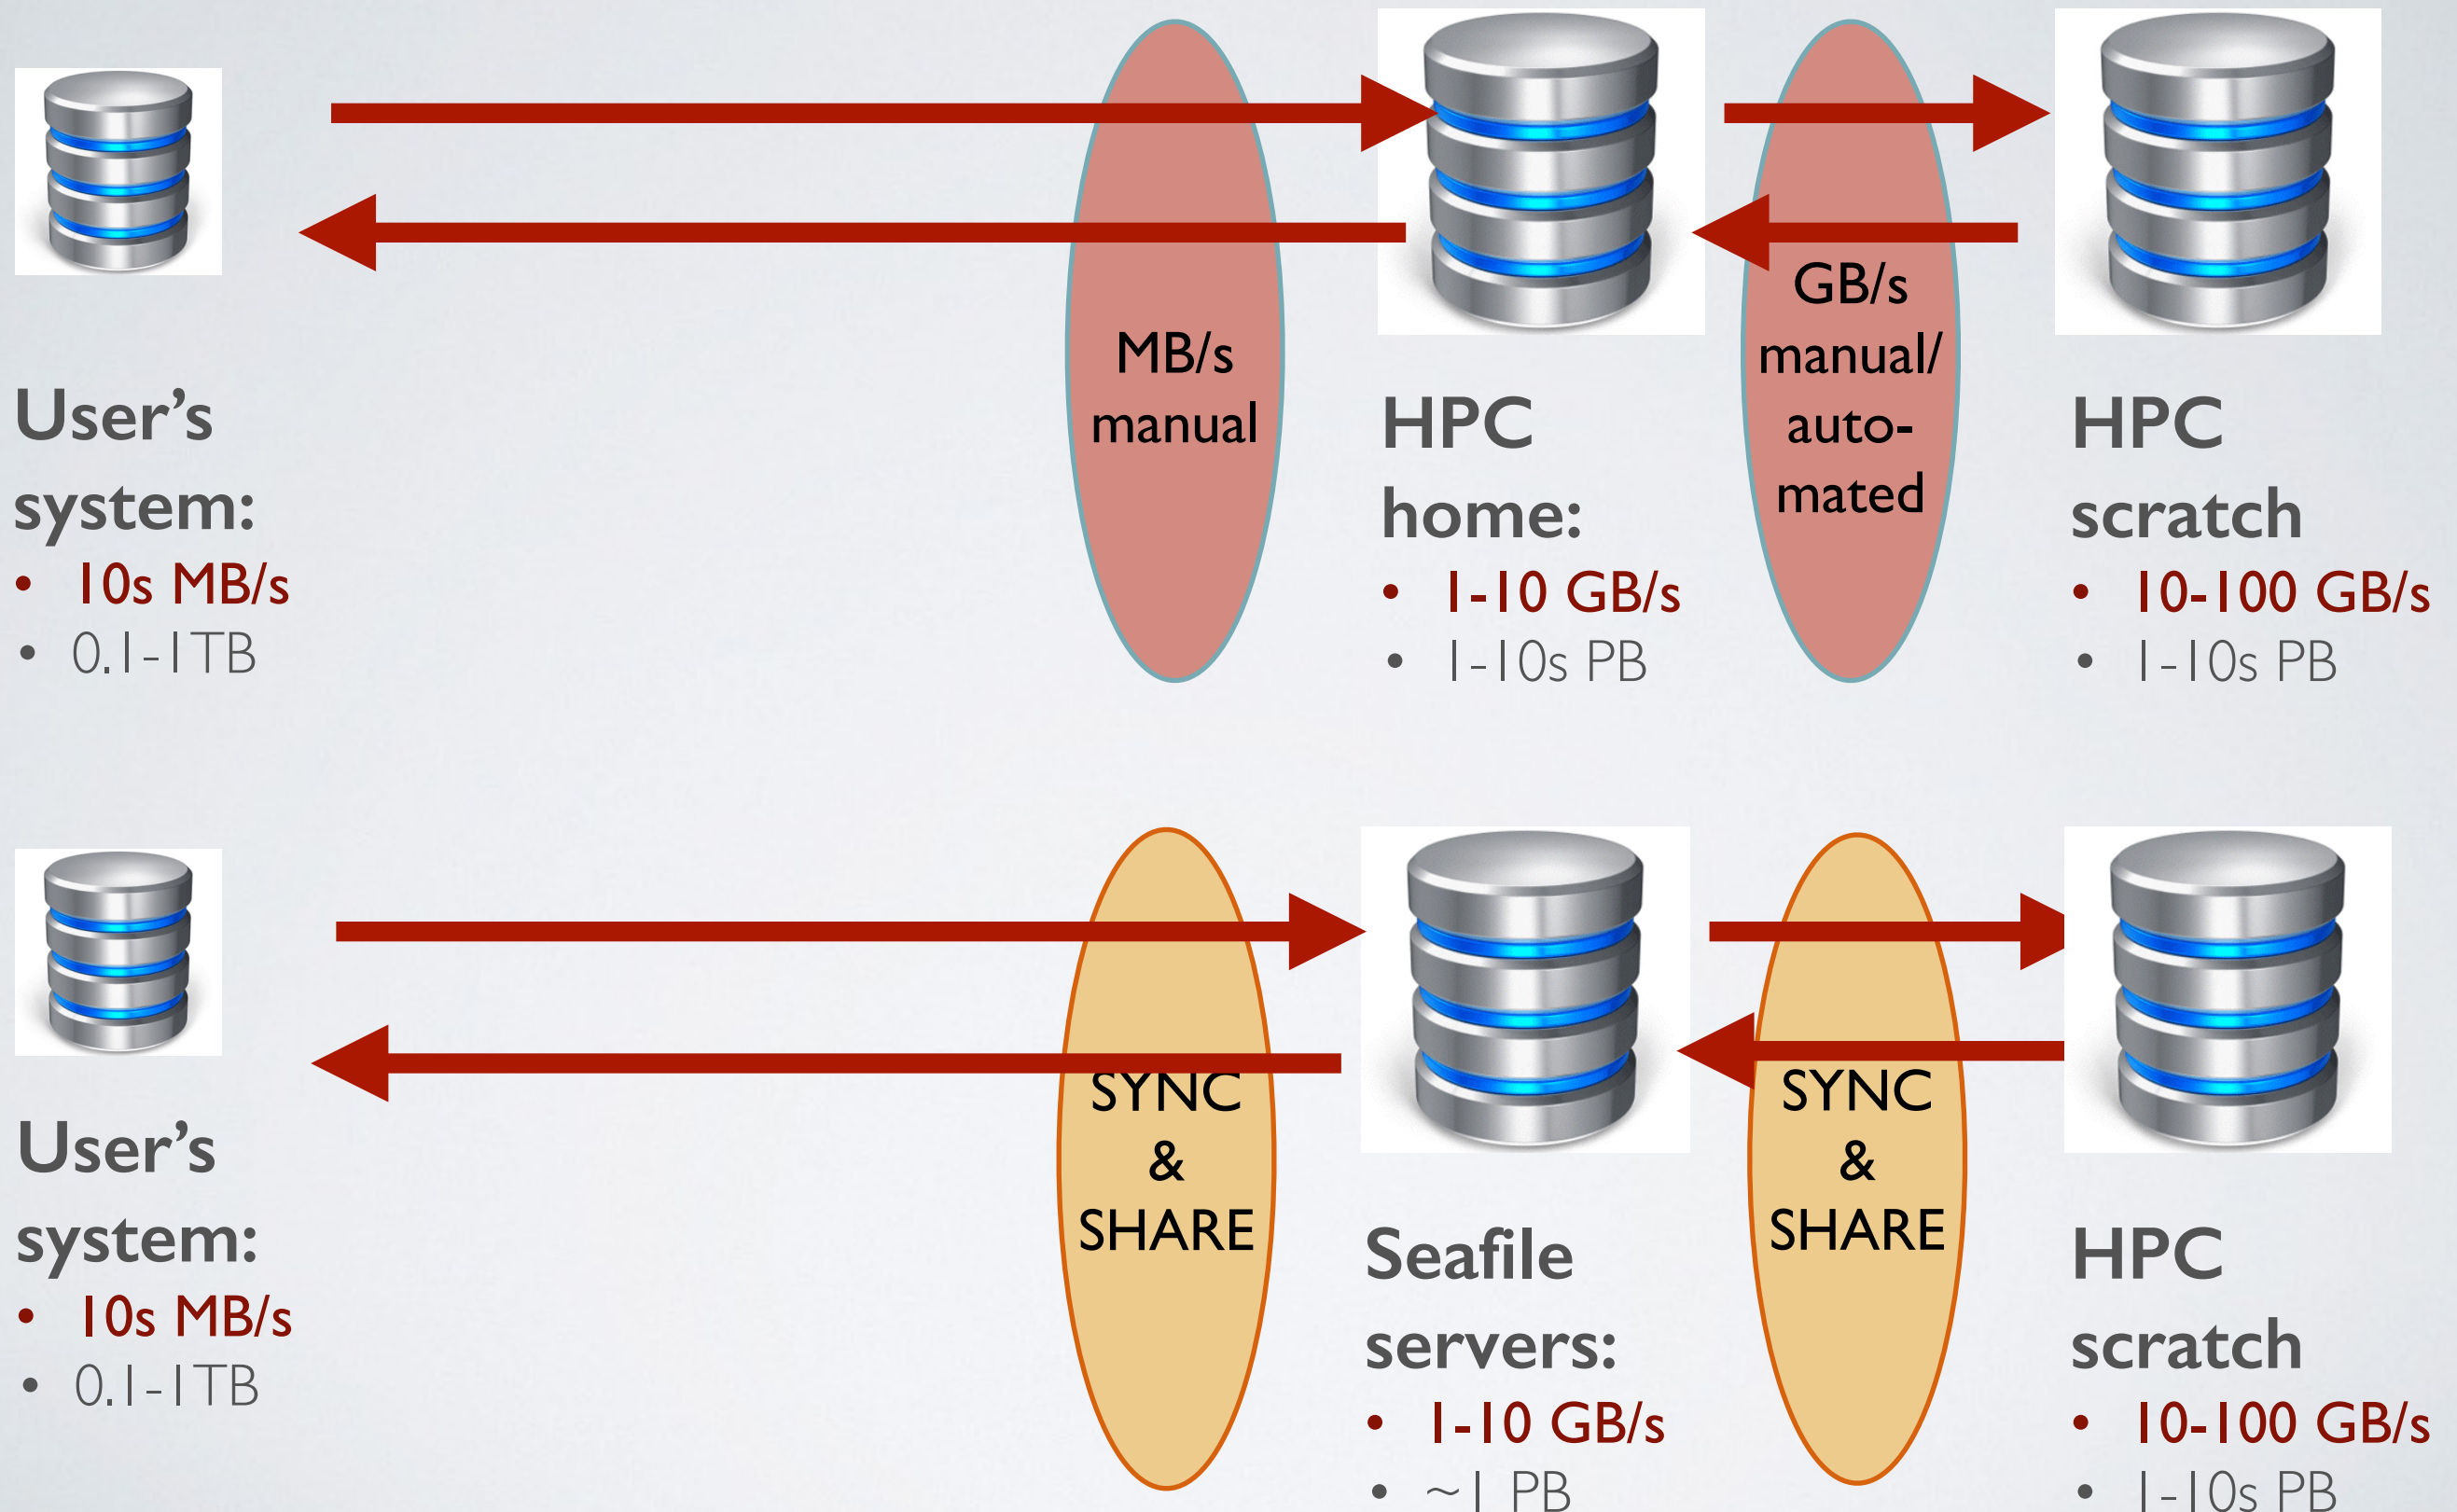 MB/s
manual
GB/s
manual/
auto-
mated
User's
system:
• 10s MB/s
• 0.1-1TB
HPC
home:
• 1-10 GB/s
• 1-10s PB
HPC
scratch
• 10-100 GB/s
• 1-10s PB
SYNC
&
SHARE
SYNC
&
SHARE
User's
system:
• 10s MB/s
• 0.1-1TB
Seafile
servers:
• 1-10 GB/s
• ~1 PB
HPC
scratch
• 10-100 GB/s
• 1-10s PB